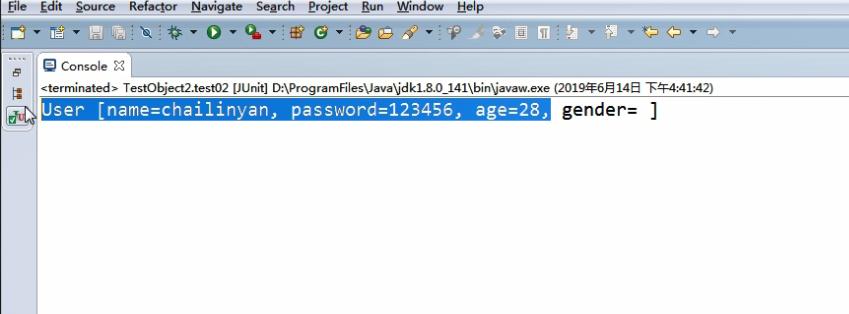 File Edit Source Refactor Navigate Search Project Run Window Help
Console
<terminated> TestObject2.test02 [JUnit] D:\ProgramFiles\Java\jdk1.8.0_141\bin\javaw.exe (2019年6月14日 下午4:41:42)
User [name=chailinyan, password=123456, age=28, gender= ]